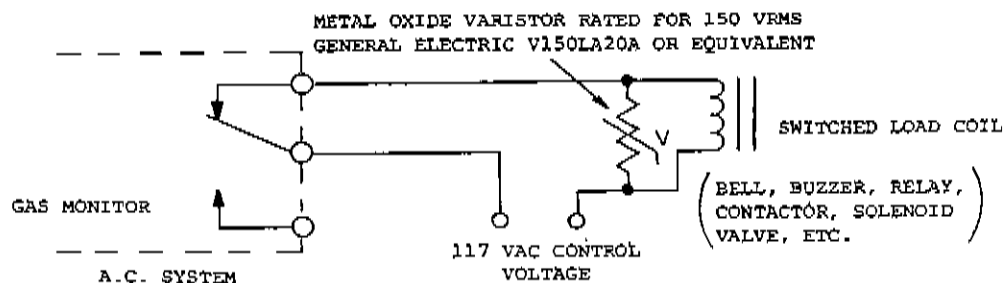 METAL OXIDE VARISTOR RATED FOR 150 VRMS
GENERAL ELECTRIC V150LA20A OR EQUIVALENT
V
SWITCHED LOAD COIL
(BELL, BUZZER, RELAY,
CONTACTOR, SOLENOID
VALVE, ETC.)
GAS MONITOR
117 VAC CONTROL
VOLTAGE
A.C. SYSTEM